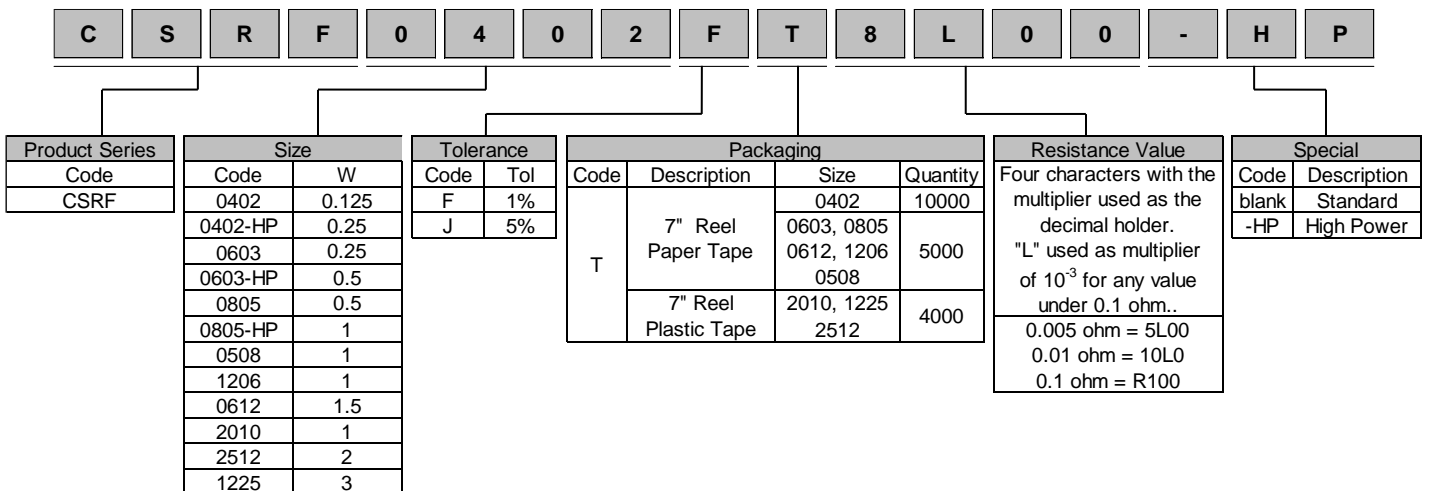 C S R F 0 4 0 2 F T 8 L 0 0 - H P
Product Series
Code
CSRF
Size
Code W
0402 0.125
0402-HP 0.25
0603 0.25
0603-HP 0.5
0805 0.5
0805-HP 1
0508 1
1206 1
0612 1.5
2010 1
2512 2
1225 3
Tolerance
Code Tol
F 1%
J 5%
Packaging
Code Description Size Quantity
T
7" Reel
Paper Tape
0402 10000
0603, 0805
0612, 1206
0508
5000
7" Reel
Plastic Tape
2010, 1225
2512
4000
Resistance Value
Four characters with the
multiplier used as the
decimal holder.
"L" used as multiplier
of 10⁻³ for any value
under 0.1 ohm..
0.005 ohm = 5L00
0.01 ohm = 10L0
0.1 ohm = R100
Special
Code Description
blank Standard
-HP High Power